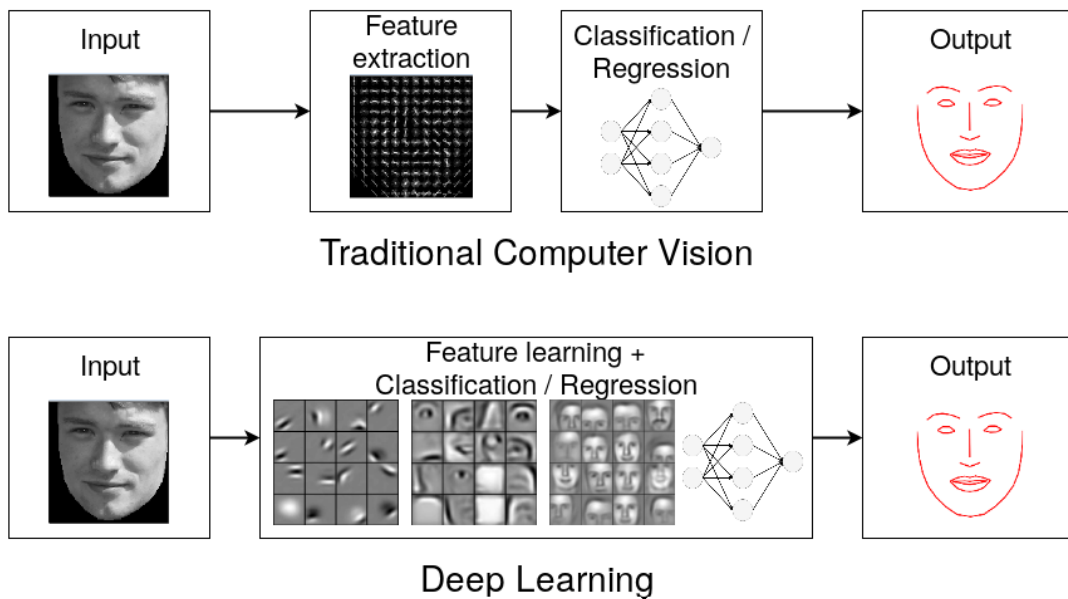 Input
Feature
extraction
Classification /
Regression
Output
Traditional Computer Vision
Input
Feature learning +
Classification / Regression
Output
Deep Learning